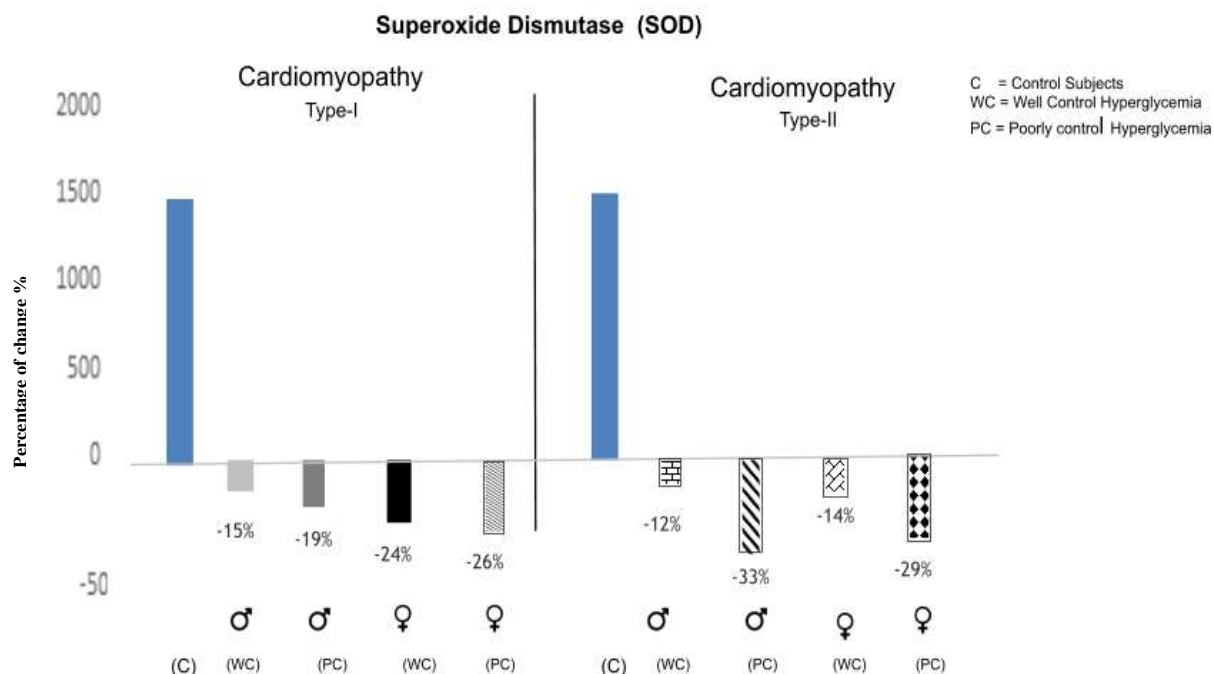 Superoxide Dismutase (SOD)
Cardiomyopathy
Type-I
Cardiomyopathy
Type-II
C = Control Subjects
WC = Well Control Hyperglycemia
PC = Poorly control Hyperglycemia
Percentage of change %
2000
1500
1000
500
0
-50
-15%
-19%
-24%
-26%
-12%
-33%
-14%
-29%
♂ ♂ ♀ ♀ ♂ ♂ ♀ ♀
(C) (WC) (PC) (WC) (PC) (C) (WC) (PC) (WC) (PC)